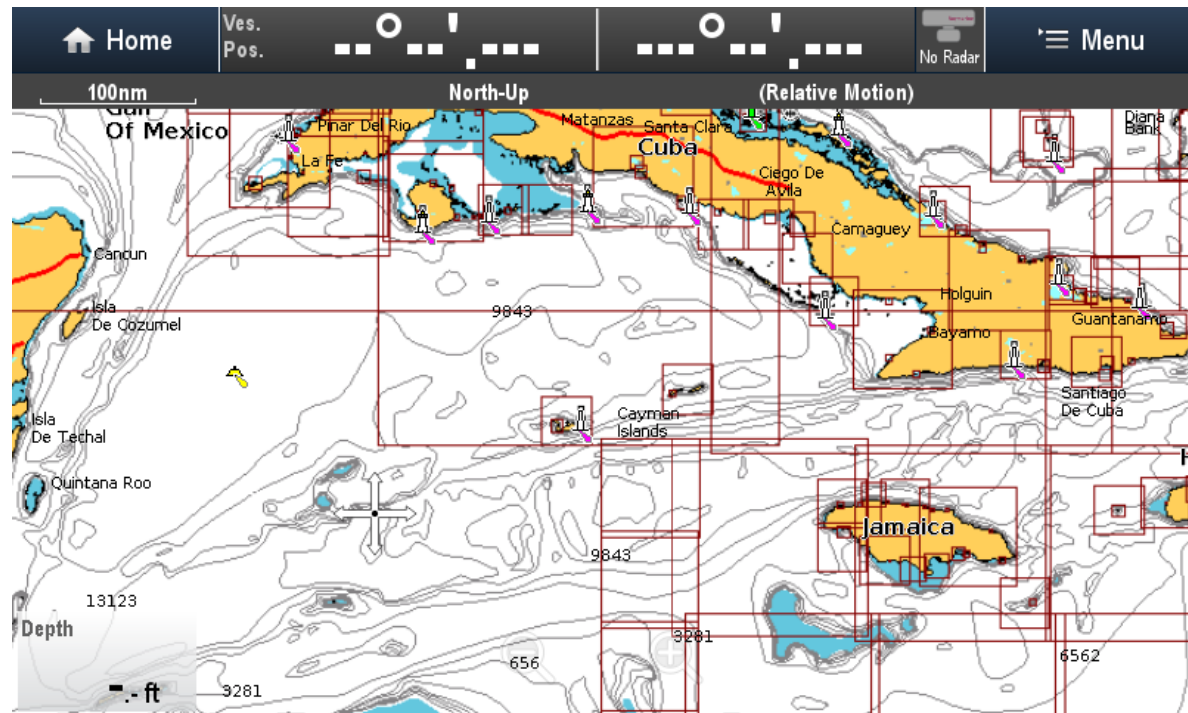 Home
Ves.
Pos.
--°--'.---
---°--'.---
No Radar
Menu
100nm
North-Up
(Relative Motion)
Gulf
Of Mexico
Pinar Del Rio
Matanzas
Santa Clara
Cuba
Diana
Bank
La Fe
Ciego De
Avila
Camaguey
Cancun
Isla
De Cozumel
9843
Holguin
Guantanamo
Bayamo
Santiago
De Cuba
Cayman
Islands
Isla
De Techal
H
Quintana Roo
Jamaica
9843
13123
Depth
3281
656
6562
-.- ft
3281